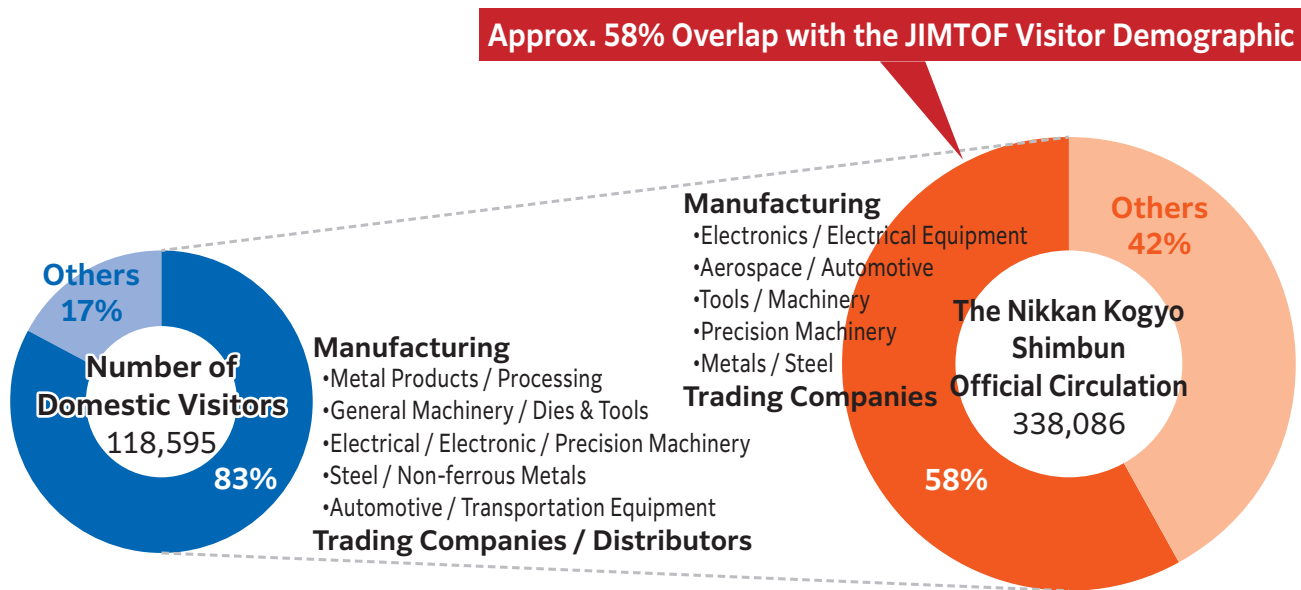 Approx. 58% Overlap with the JIMTOF Visitor Demographic
Others
17%
Number of
Domestic Visitors
118,595
83%
Manufacturing
•Metal Products / Processing
•General Machinery / Dies & Tools
•Electrical / Electronic / Precision Machinery
•Steel / Non-ferrous Metals
•Automotive / Transportation Equipment
Trading Companies / Distributors
Manufacturing
•Electronics / Electrical Equipment
•Aerospace / Automotive
•Tools / Machinery
•Precision Machinery
•Metals / Steel
Trading Companies
Others
42%
The Nikkan Kogyo
Shimbun
Official Circulation
338,086
58%